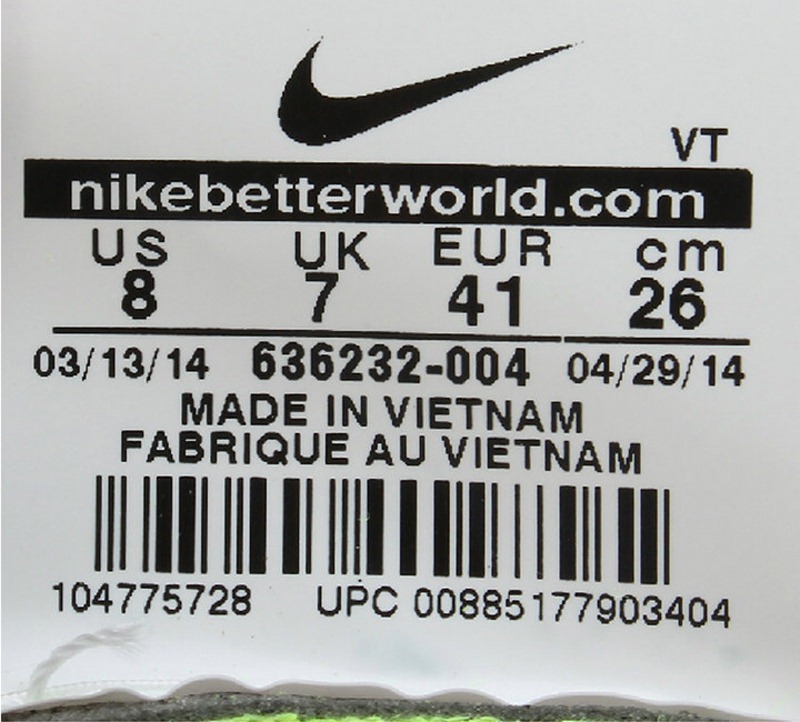 VT
nikebetterworld.com
US UK EUR cm
8 7 41 26
03/13/14 636232-004 04/29/14
MADE IN VIETNAM
FABRIQUE AU VIETNAM
104775728 UPC 00885177903404